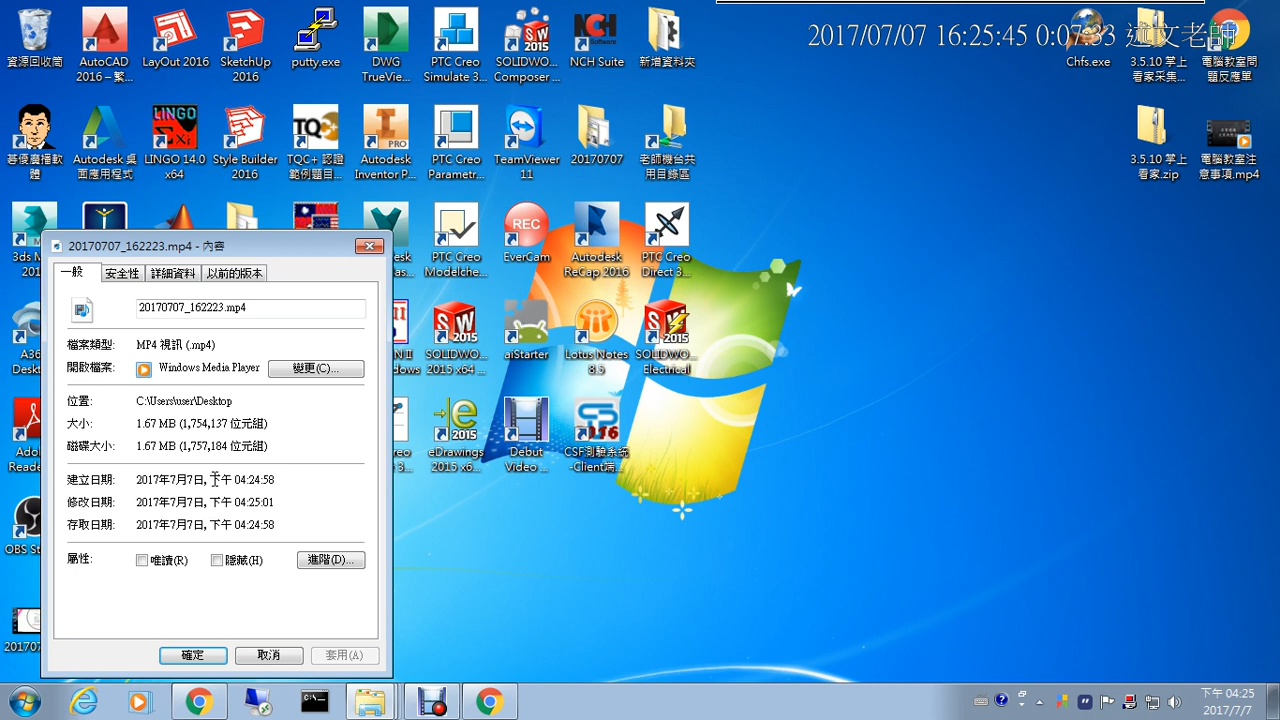 2017/07/07 16:25:45 0:07:33 述文老師
資源回收筒
AutoCAD
2016 – 繁...
LayOut 2016
SketchUp
2016
putty.exe
DWG
TrueVie...
PTC Creo
Simulate 3...
SOLIDWO...
Composer ...
NCH Suite
新增資料夾
Chfs.exe
3.5.10 掌上
看家采集...
電腦教室問
題反應單
Autodesk 桌
面應用程式
LINGO 14.0
x64
Style Builder
2016
TQC+ 認證
範例題目...
Autodesk
Inventor P...
PTC Creo
Parametr...
TeamViewer
11
20170707
老師機台共
用目錄區
3.5.10 掌上
看家.zip
電腦教室注
意事項.mp4
PTC Creo
Modelche...
EverCam
Autodesk
ReCap 2016
PTC Creo
Direct 3...
SOLIDWO...
2015 x64 ...
aiStarter
Lotus Notes
8.5
SOLIDWO...
Electrical
eDrawings
2015 x6...
Debut
Video ...
CSF測驗系統
-Client端...
20170707_162223.mp4 - 內容
一般 安全性 詳細資料 以前的版本
20170707_162223.mp4
檔案類型: MP4 視訊 (.mp4)
開啟檔案: Windows Media Player 變更(C)...
位置: C:\Users\user\Desktop
大小: 1.67 MB (1,754,137 位元組)
磁碟大小: 1.67 MB (1,757,184 位元組)
建立日期: 2017年7月7日, 下午 04:24:58
修改日期: 2017年7月7日, 下午 04:25:01
存取日期: 2017年7月7日, 下午 04:24:58
屬性: 唯讀(R) 隱藏(H) 進階(D)...
確定 取消 套用(A)
下午 04:25
2017/7/7